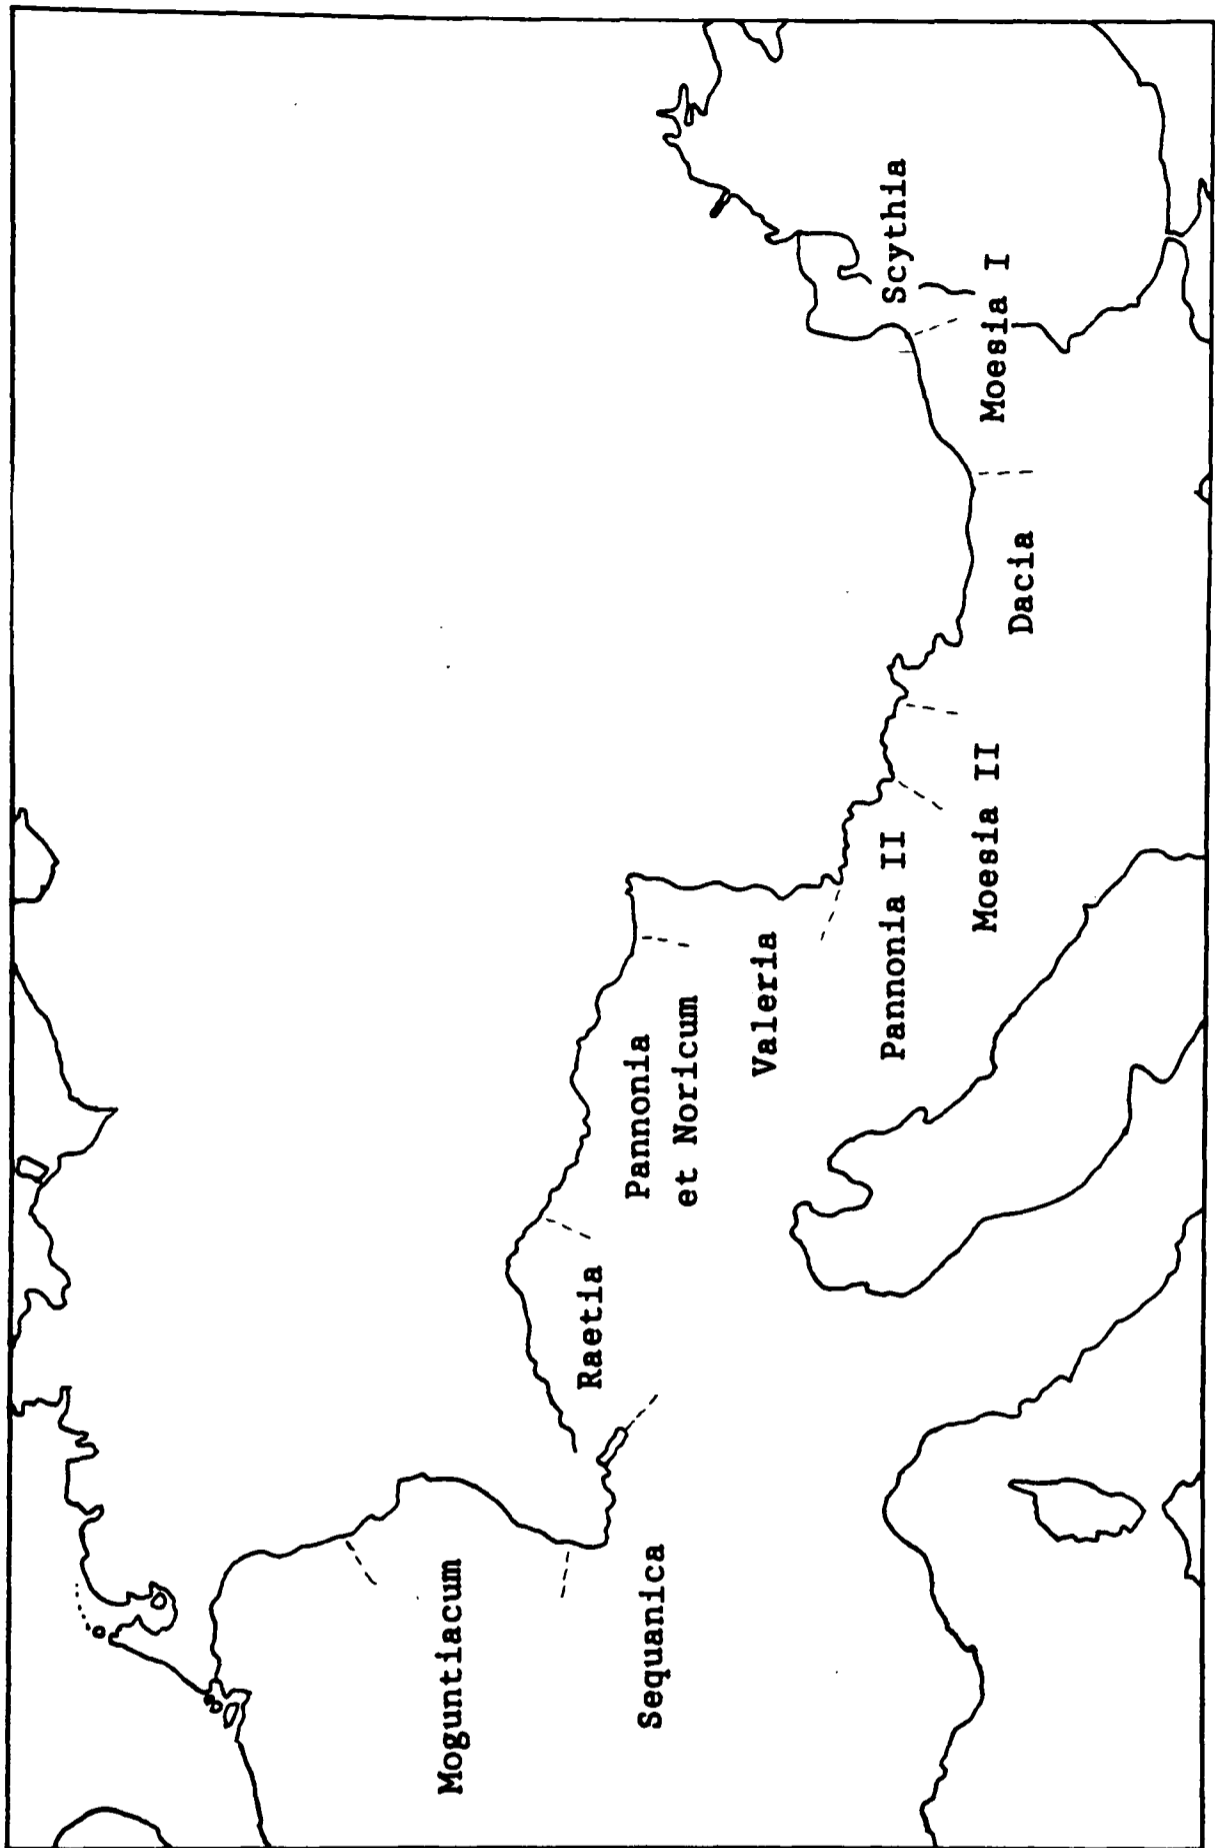 Moguntiacum
Sequanica
Raetia
Pannonia
et Noricum
Valeria
Pannonia II
Moesia II
Dacia
Moesia I
Scythia